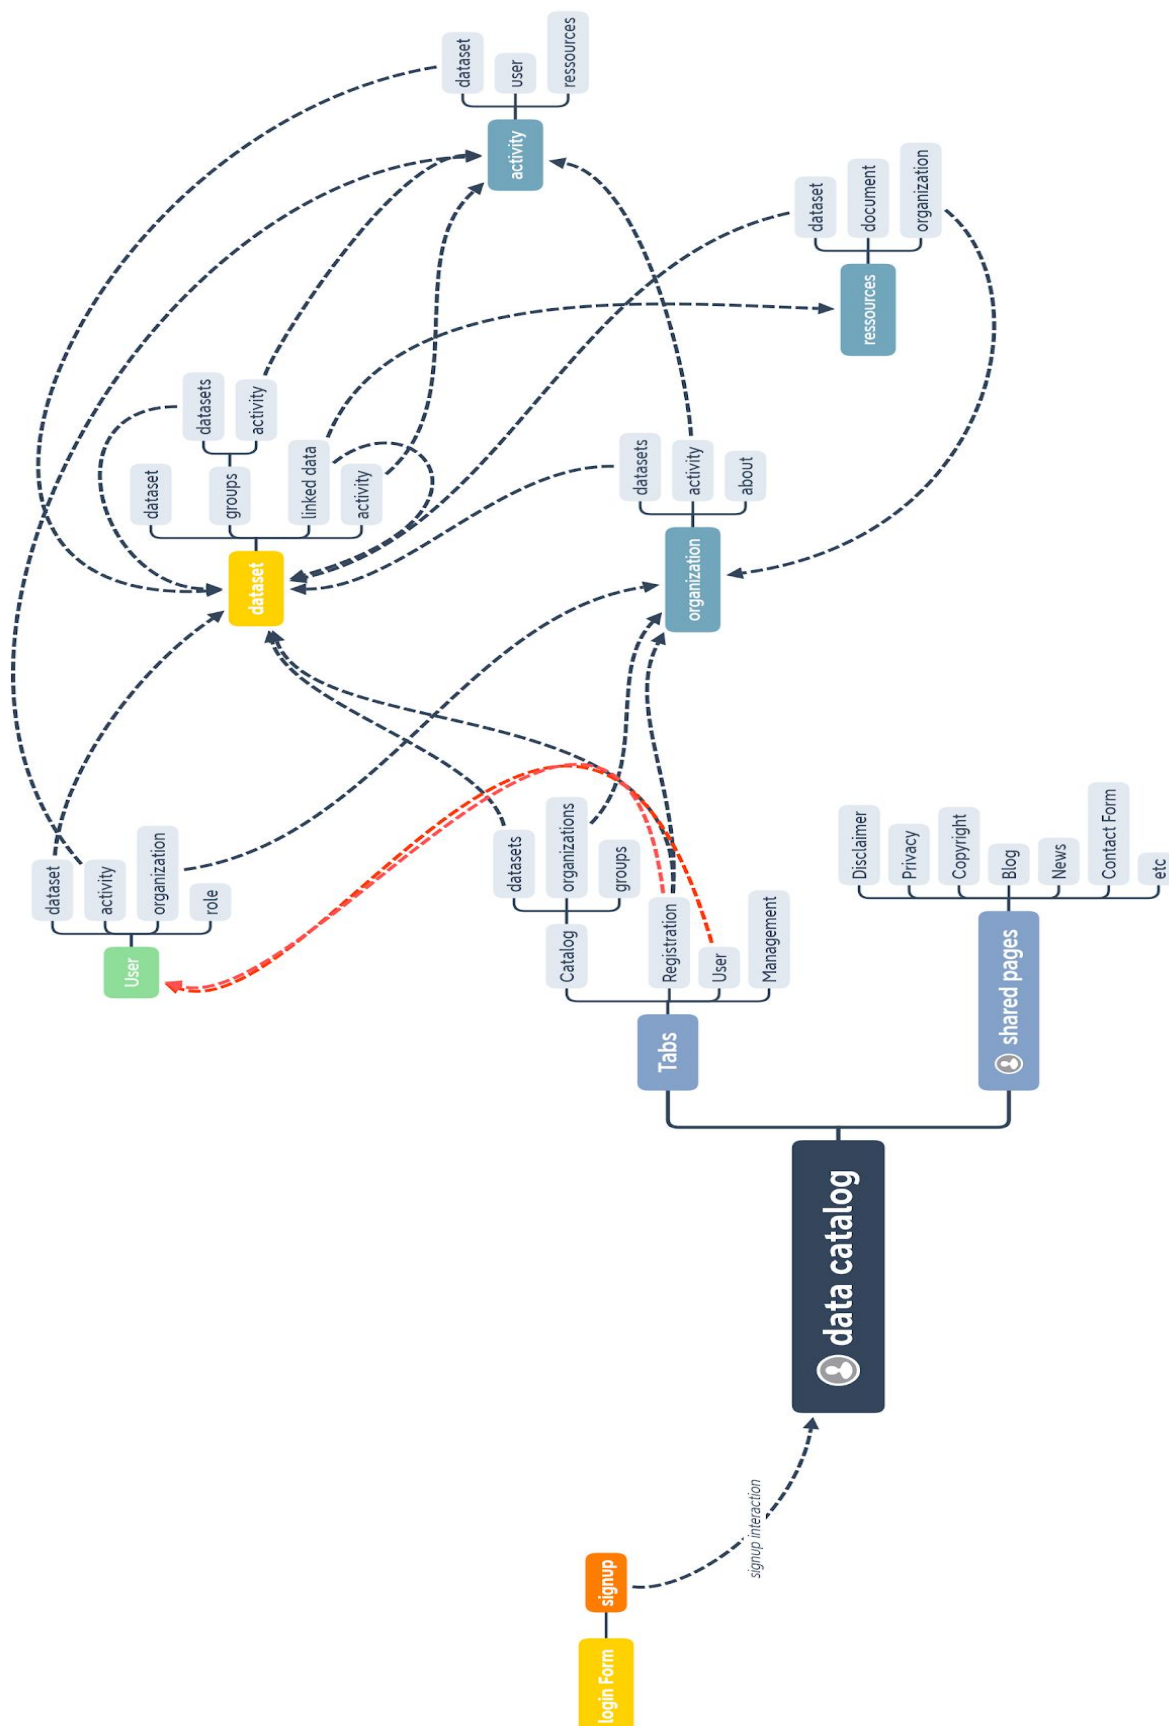 login Form
signup
signup interaction
data catalog
Tabs
Catalog
datasets
organizations
groups
Registration
User
Management
shared pages
Disclaimer
Privacy
Copyright
Blog
News
Contact Form
etc
User
dataset
activity
organization
role
dataset
dataset
groups
datasets
activity
linked data
activity
organization
datasets
activity
about
activity
dataset
user
ressources
ressources
dataset
document
organization